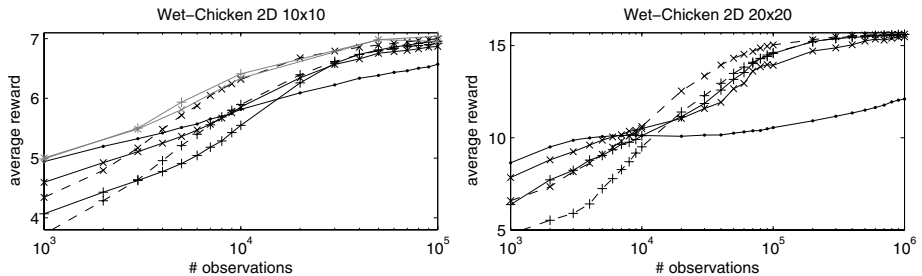 Wet-Chicken 2D 10x10
7
6
5
4
average reward
10^3
10^4
10^5
# observations
Wet-Chicken 2D 20x20
15
10
5
average reward
10^3
10^4
10^5
10^6
# observations